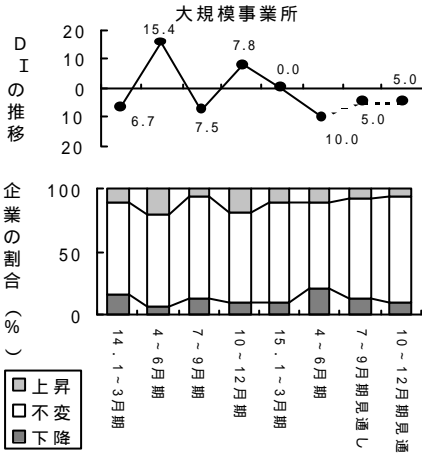 大規模事業所
DIの推移
20
10
0
10
20
6.7
15.4
7.5
7.8
0.0
10.0
5.0
5.0
企業の割合(%)
100
50
0
14.1~3月期
4~6月期
7~9月期
10~12月期
15.1~3月期
4~6月期
7~9月期見通し
10~12月期見通
上昇
不変
下降